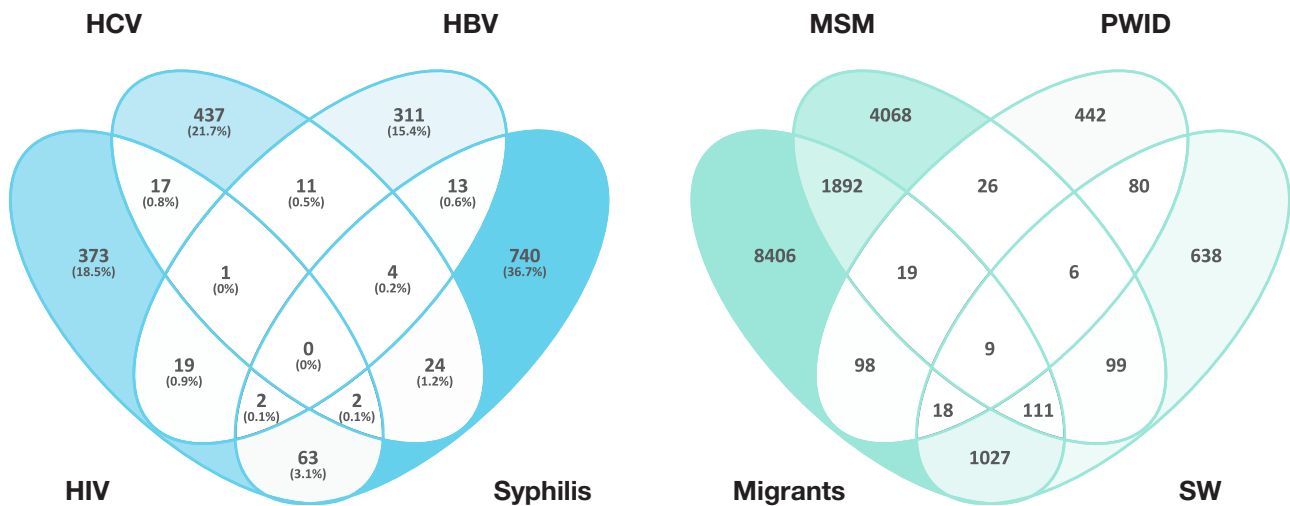 HCV HBV MSM PWID
437 311 4068 442
(21.7%) (15.4%)
17 11 13 1892 26 80
(0.8%) (0.5%) (0.6%)
373 740 8406 638
(18.5%) (36.7%)
1 4 19 6
(0%) (0.2%)
0 9
(0%)
19 24 98 99
(0.9%) (1.2%)
2 2 18 111
(0.1%) (0.1%)
63 1027
(3.1%)
HIV Syphilis Migrants SW